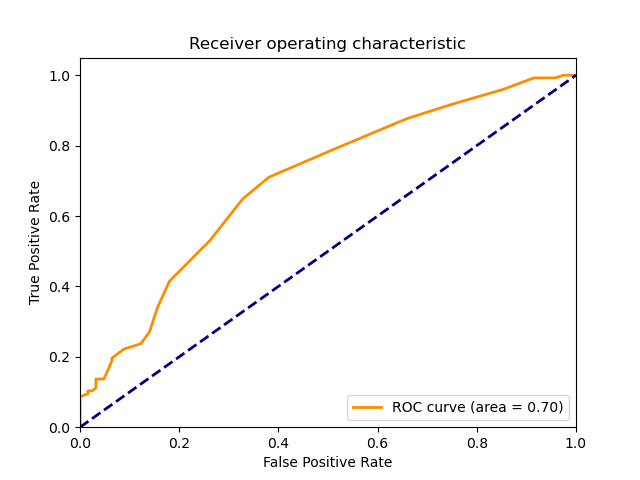 Receiver operating characteristic
1.0
0.8
0.6
0.4
0.2
0.0
True Positive Rate
ROC curve (area = 0.70)
0.0 0.2 0.4 0.6 0.8 1.0
False Positive Rate